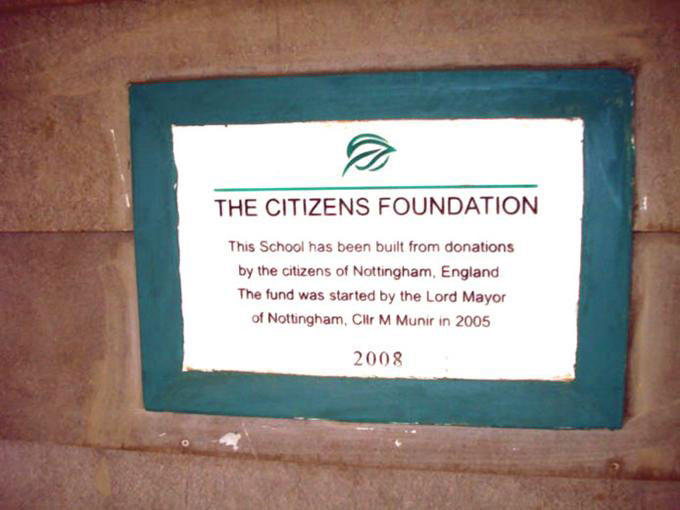 THE CITIZENS FOUNDATION
This School has been built from donations
by the citizens of Nottingham, England
The fund was started by the Lord Mayor
of Nottingham, Cllr M Munir in 2005
2008